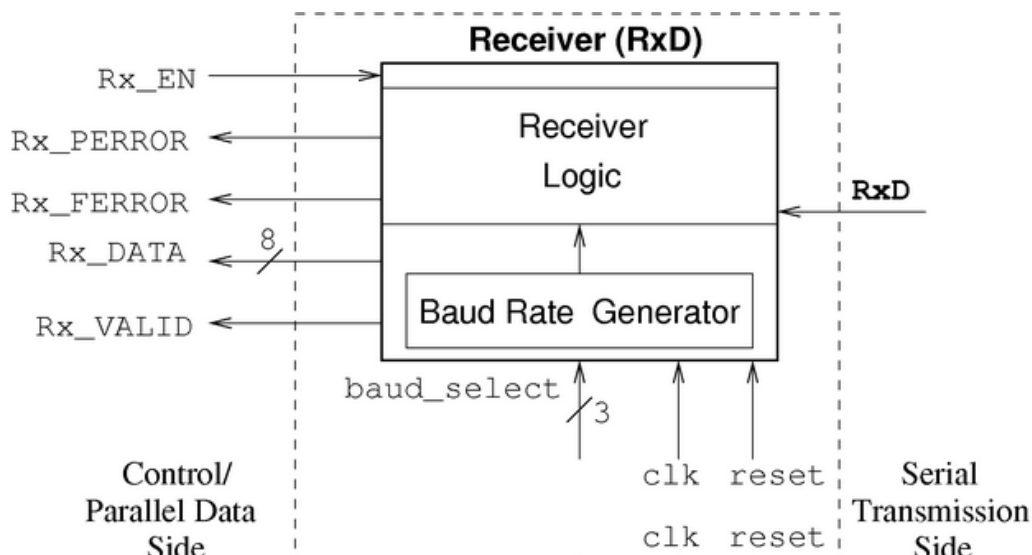 Receiver (RxD)
Rx_EN
Receiver
Logic
Rx_PERROR
Rx_FERROR
RxD
Rx_DATA
8
Baud Rate Generator
Rx_VALID
baud_select
3
clk reset
Control/
Parallel Data
Side
Serial
Transmission
Side
clk reset